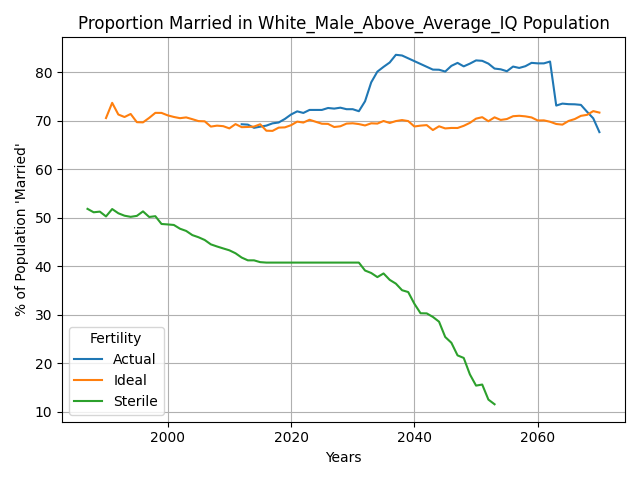 Proportion Married in White_Male_Above_Average_IQ Population
% of Population 'Married'
80
70
60
50
40
30
20
10
Fertility
Actual
Ideal
Sterile
2000
2020
2040
2060
Years